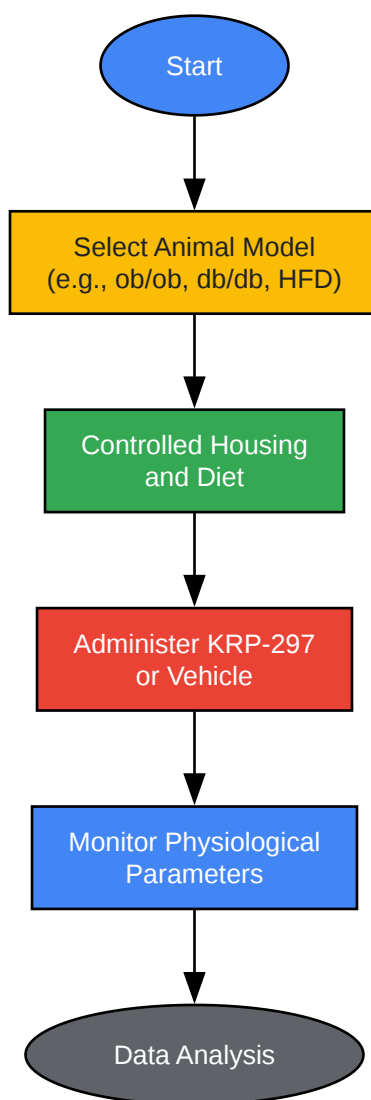 Start
Select Animal Model
(e.g., ob/ob, db/db, HFD)
Controlled Housing
and Diet
Administer KRP-297
or Vehicle
Monitor Physiological
Parameters
Data Analysis